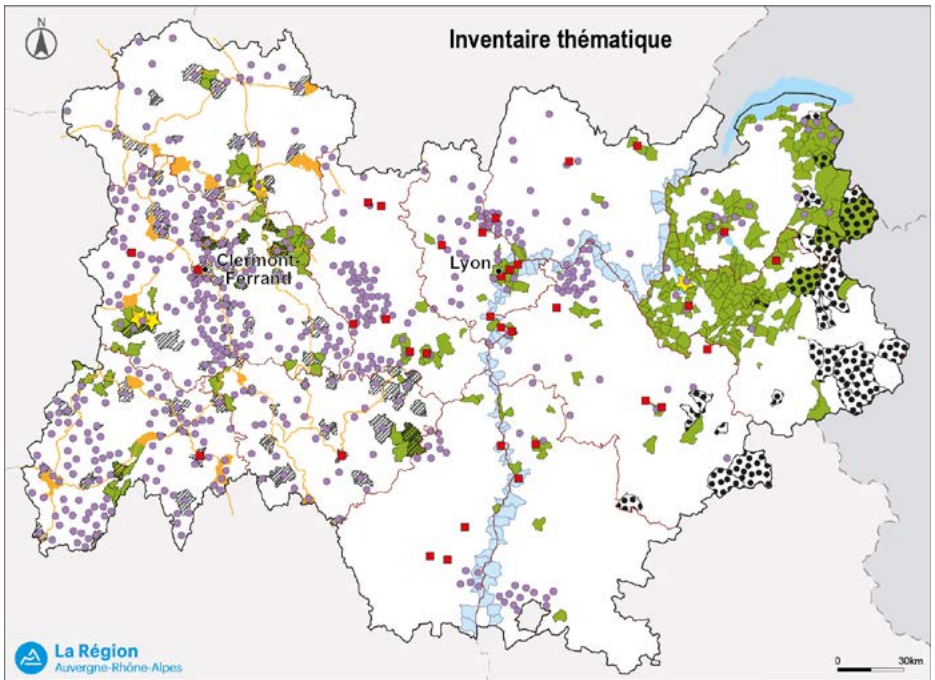 N
Inventaire thématique
Clermont-
Ferrand
Lyon
La Région
Auvergne-Rhône-Alpes
0 30km